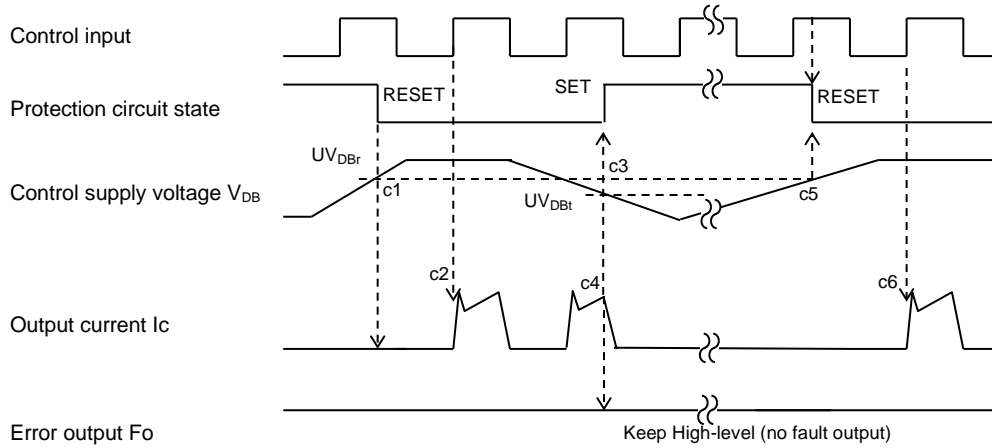 Control input
Protection circuit state
RESET
SET
RESET
UVDBr
c1
c3
Control supply voltage VDB
UVDBt
c5
c2
c4
c6
Output current Ic
Error output Fo
Keep High-level (no fault output)